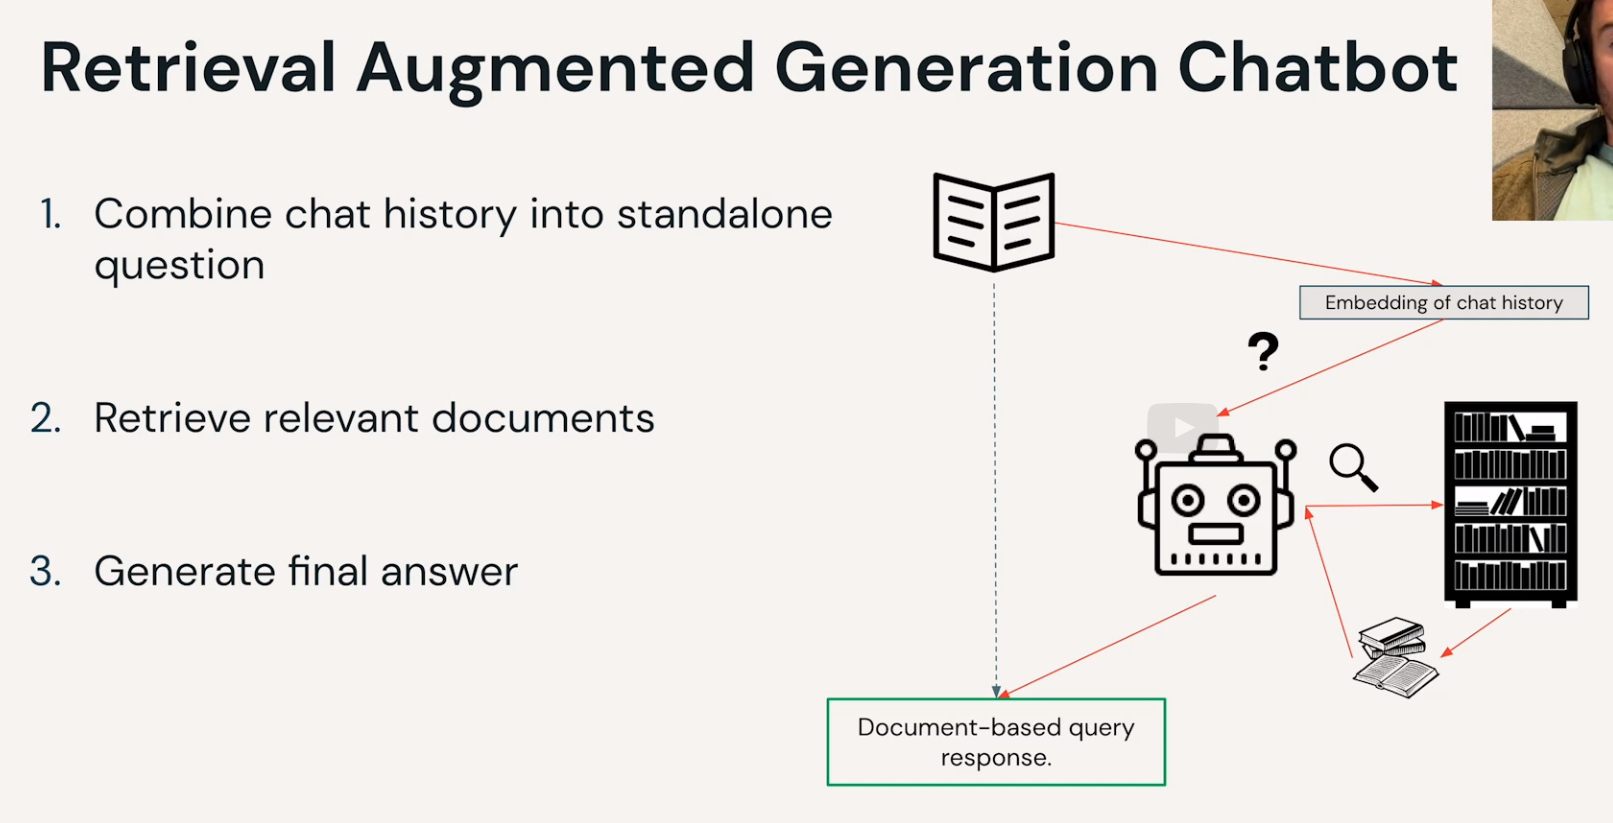 Retrieval Augmented Generation Chatbot
1. Combine chat history into standalone
question
2. Retrieve relevant documents
3. Generate final answer
Embedding of chat history
?
Document-based query
response.